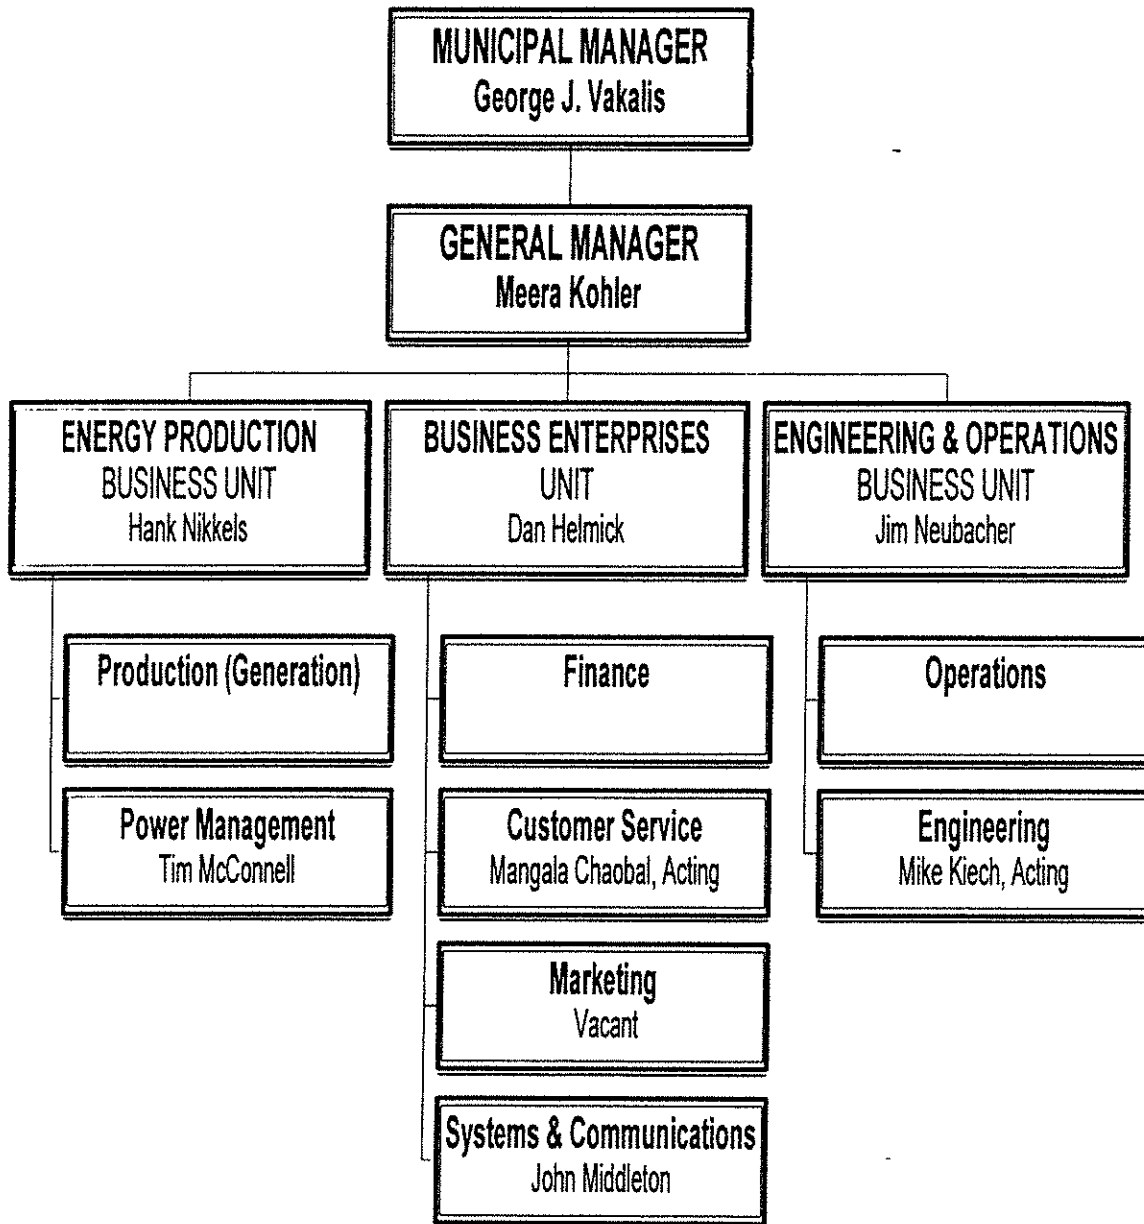 MUNICIPAL MANAGER
George J. Vakalis
GENERAL MANAGER
Meera Kohler
ENERGY PRODUCTION
BUSINESS UNIT
Hank Nikkels
BUSINESS ENTERPRISES
UNIT
Dan Helmick
ENGINEERING & OPERATIONS
BUSINESS UNIT
Jim Neubacher
Production (Generation)
Power Management
Tim McConnell
Finance
Customer Service
Mangala Chaobal, Acting
Marketing
Vacant
Systems & Communications
John Middleton
Operations
Engineering
Mike Kiech, Acting